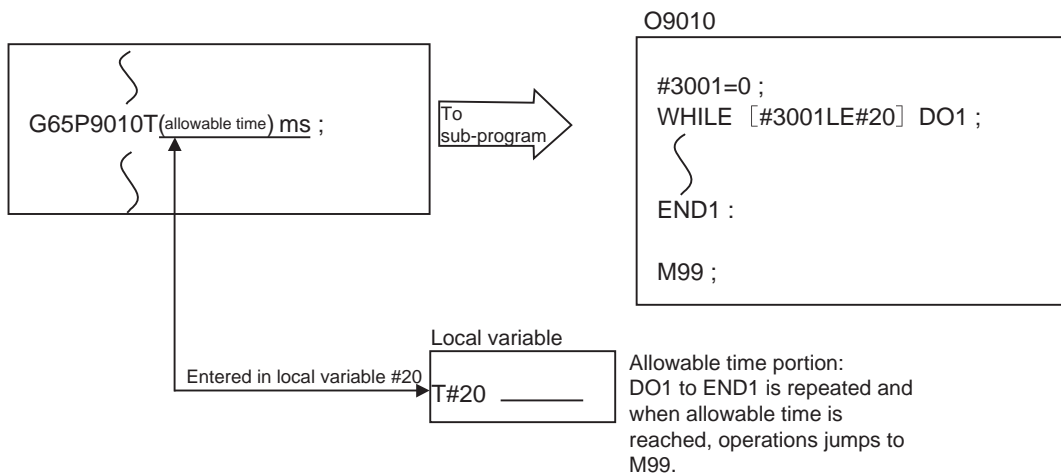 O9010
G65P9010T(allowable time) ms ;
To
sub-program
#3001=0 ;
WHILE [#3001LE#20] DO1 ;
END1 :
M99 ;
Local variable
Entered in local variable #20
T#20
Allowable time portion:
DO1 to END1 is repeated and
when allowable time is
reached, operations jumps to
M99.